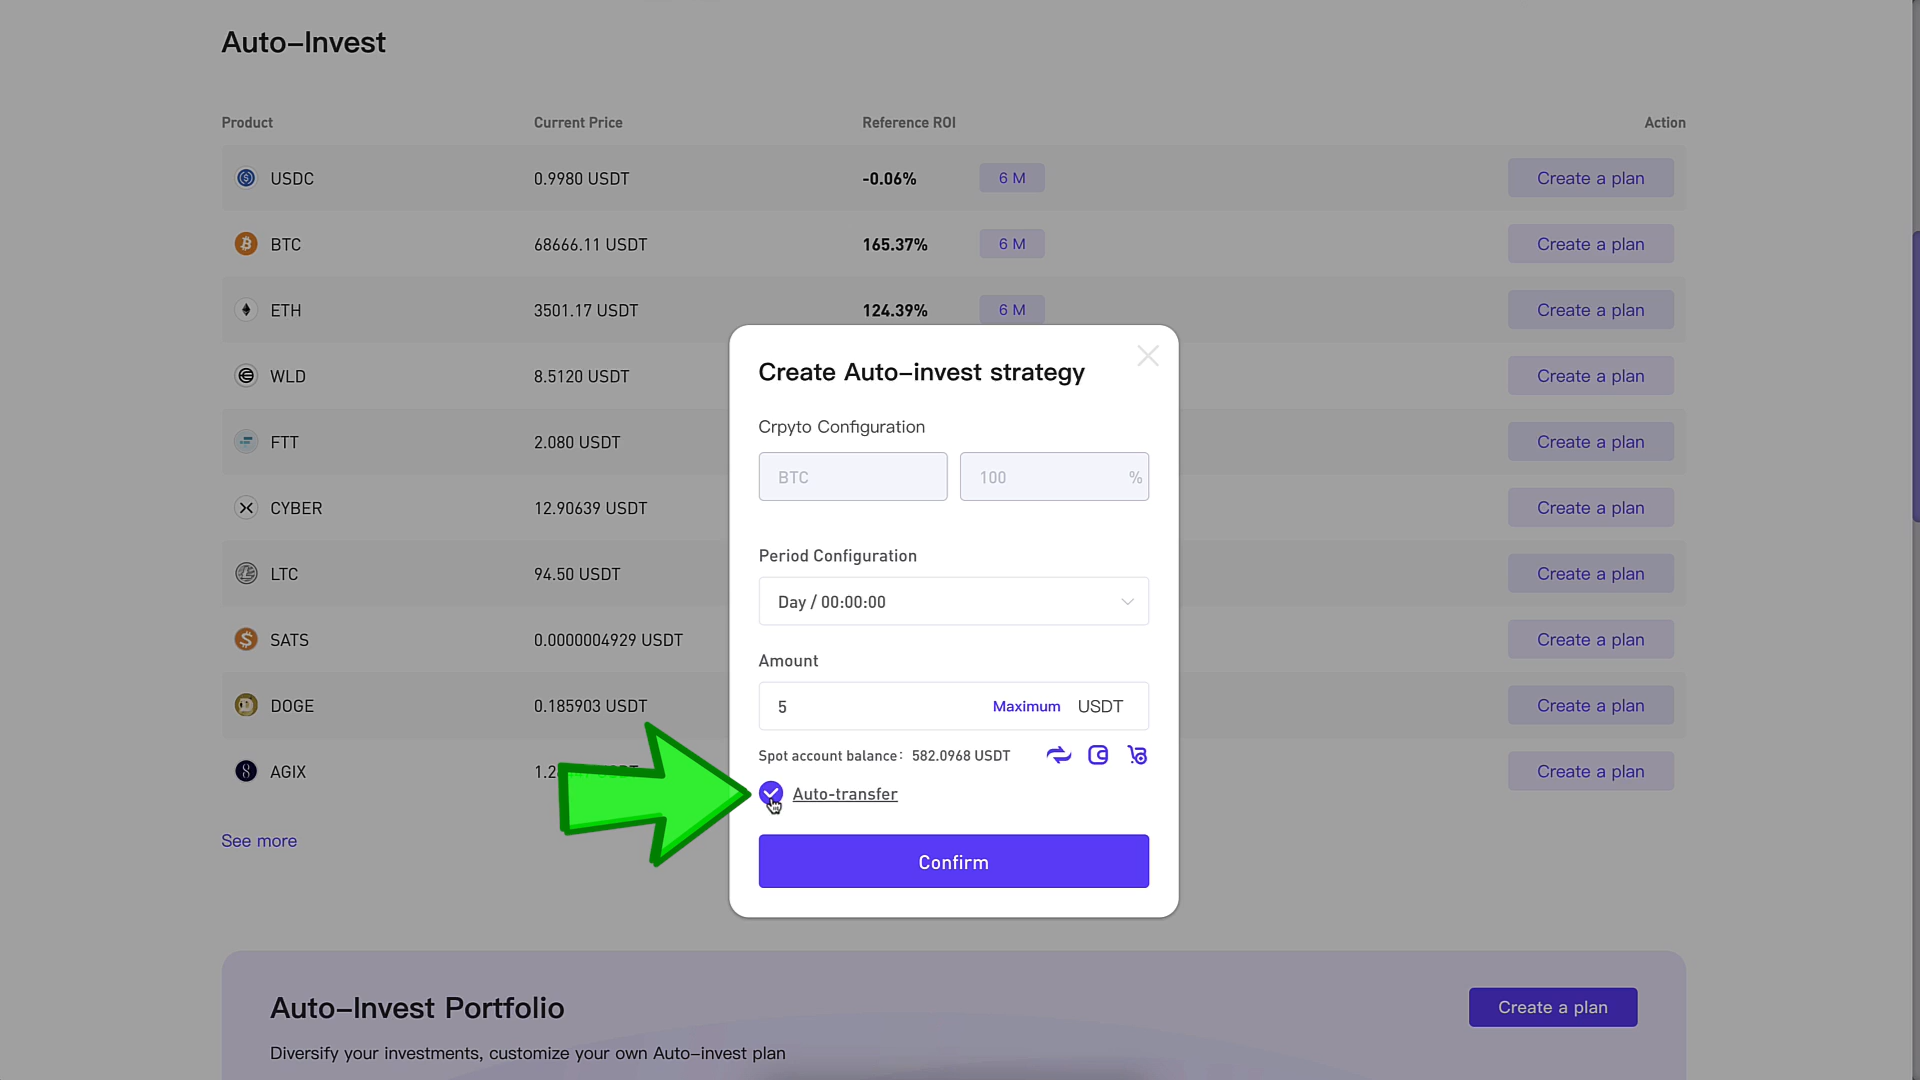 Auto-Invest
Product Current Price Reference ROI Action
USDC 0.9980 USDT -0.06% 6 M Create a plan
BTC 68666.11 USDT 165.37% 6 M Create a plan
ETH 3501.17 USDT 124.39% 6 M Create a plan
WLD 8.5120 USDT Create a plan
FTT 2.080 USDT Create a plan
CYBER 12.90639 USDT Create a plan
LTC 94.50 USDT Create a plan
SATS 0.0000004929 USDT Create a plan
DOGE 0.185903 USDT Create a plan
AGIX Create a plan
See more
Create Auto-invest strategy
Crpyto Configuration
BTC 100 %
Period Configuration
Day / 00:00:00
Amount
5 Maximum USDT
Spot account balance: 582.0968 USDT
Auto-transfer
Confirm
Auto-Invest Portfolio
Create a plan
Diversify your investments, customize your own Auto-invest plan